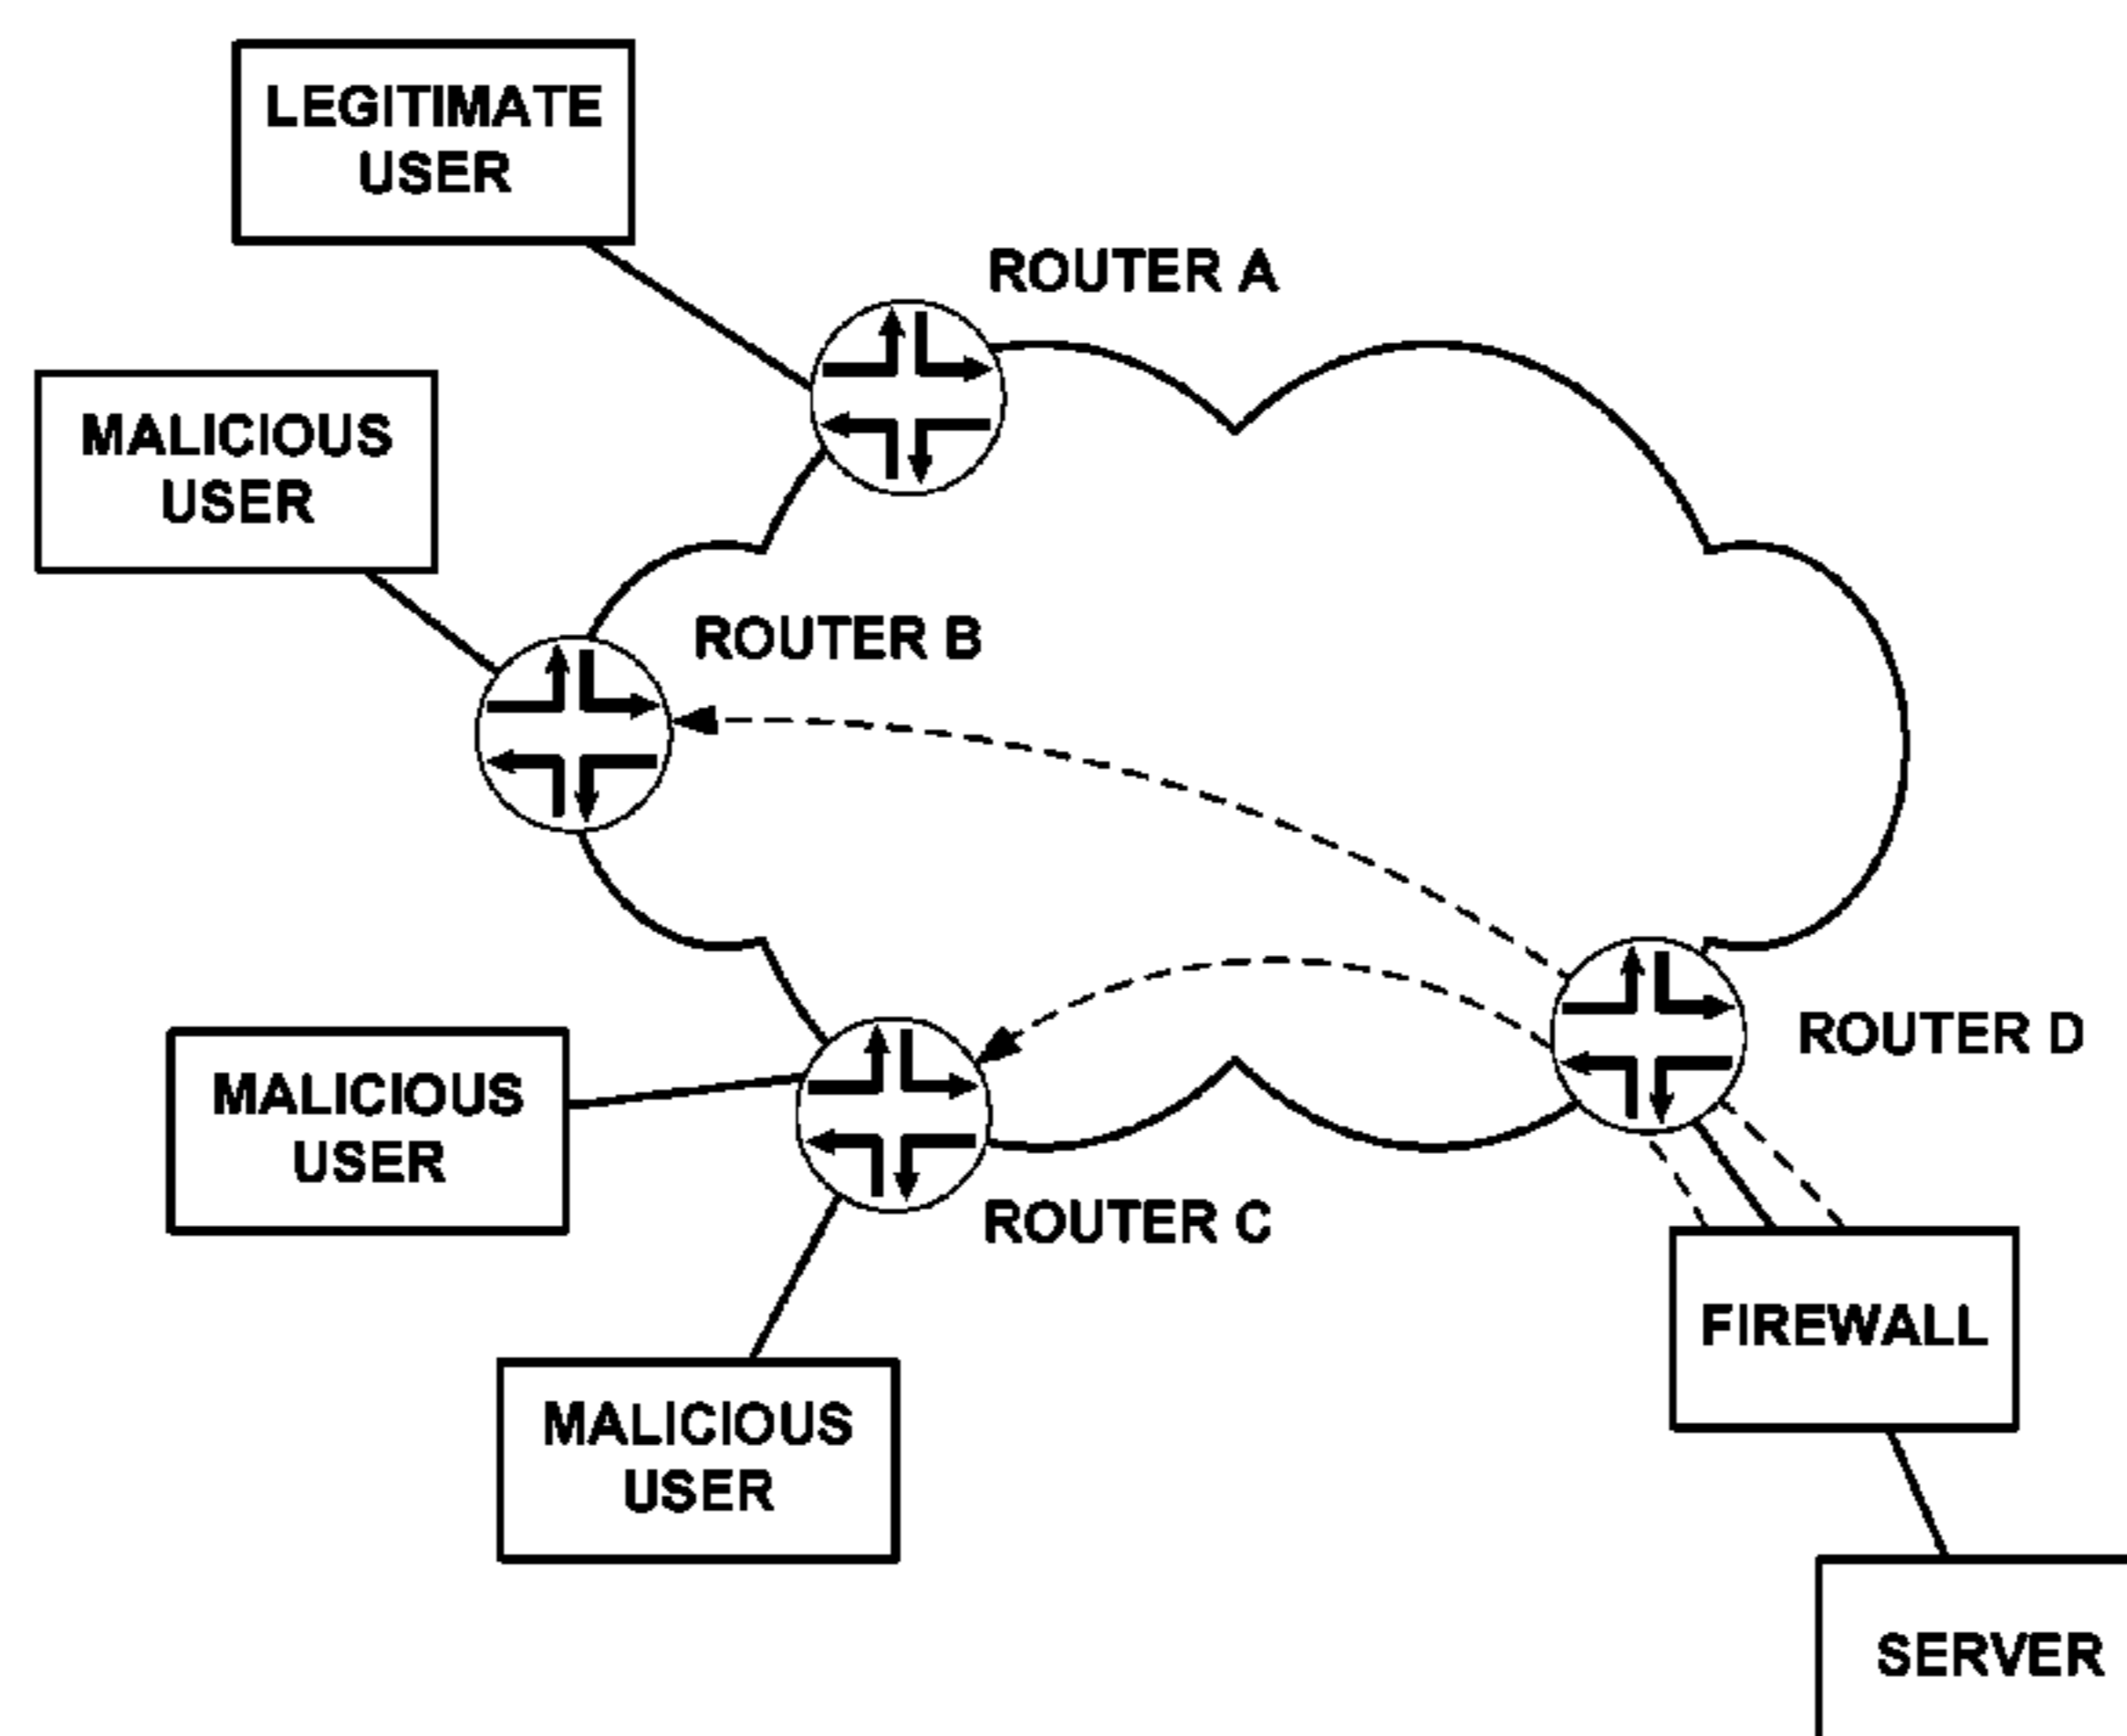 LEGITIMATE
USER
ROUTER A
MALICIOUS
USER
ROUTER B
ROUTER D
MALICIOUS
USER
ROUTER C
FIREWALL
MALICIOUS
USER
SERVER